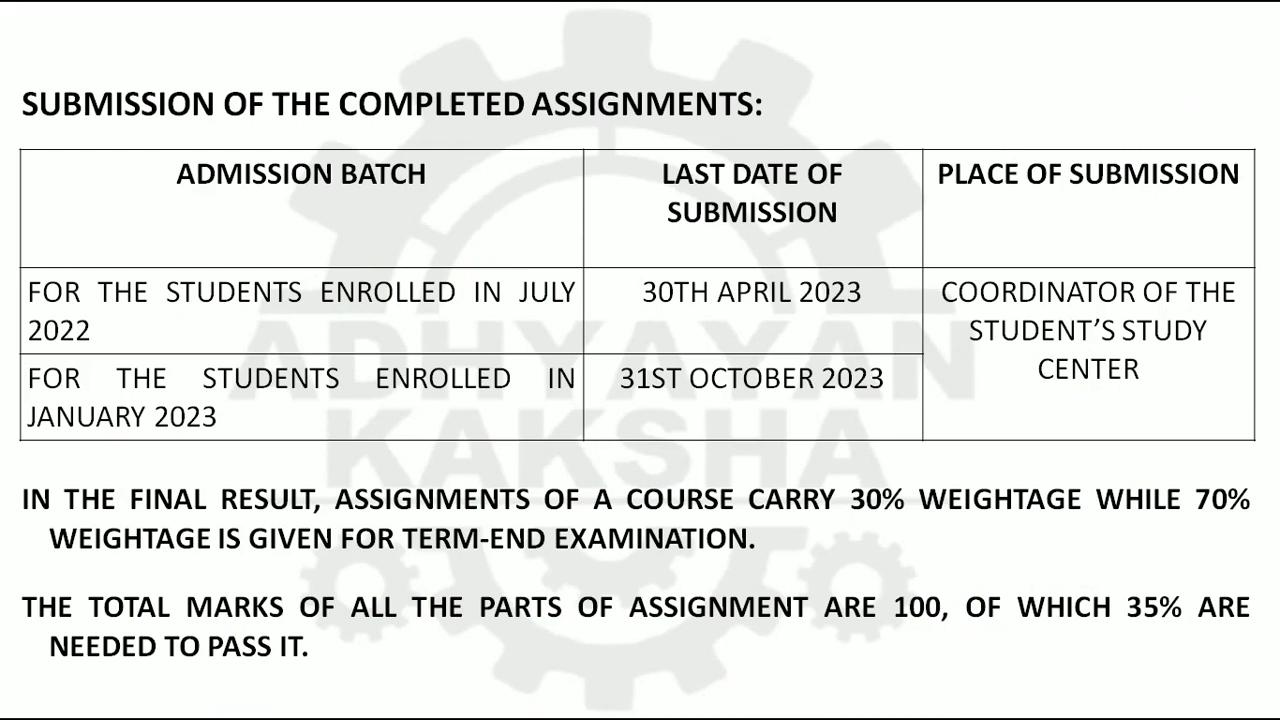 SUBMISSION OF THE COMPLETED ASSIGNMENTS:
ADMISSION BATCH
LAST DATE OF
SUBMISSION
PLACE OF SUBMISSION
FOR THE STUDENTS ENROLLED IN JULY
2022
30TH APRIL 2023
COORDINATOR OF THE
STUDENT’S STUDY
CENTER
FOR THE STUDENTS ENROLLED IN
JANUARY 2023
31ST OCTOBER 2023
IN THE FINAL RESULT, ASSIGNMENTS OF A COURSE CARRY 30% WEIGHTAGE WHILE 70%
WEIGHTAGE IS GIVEN FOR TERM-END EXAMINATION.
THE TOTAL MARKS OF ALL THE PARTS OF ASSIGNMENT ARE 100, OF WHICH 35% ARE
NEEDED TO PASS IT.
ADHYAYAN
KAKSHA